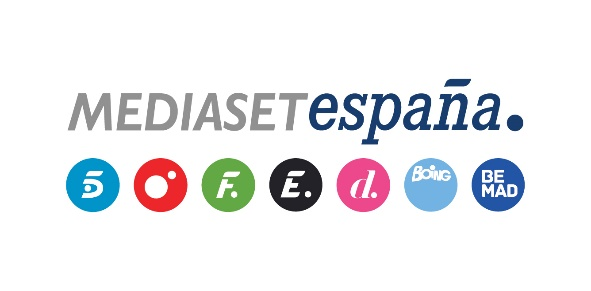 MEDIASETespaña.
5 F. E. d. BOiNG BE
MAD